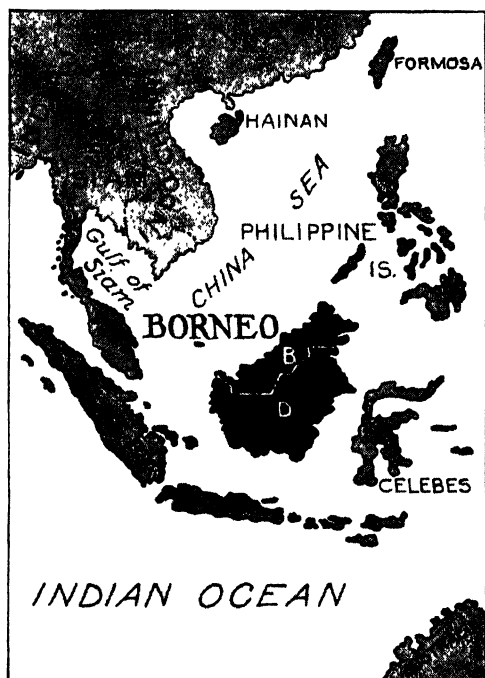 FORMOSA
HAINAN
CHINA SEA
PHILIPPINE
IS.
Gulf of
Siam
BORNEO
B
D
CELEBES
INDIAN OCEAN